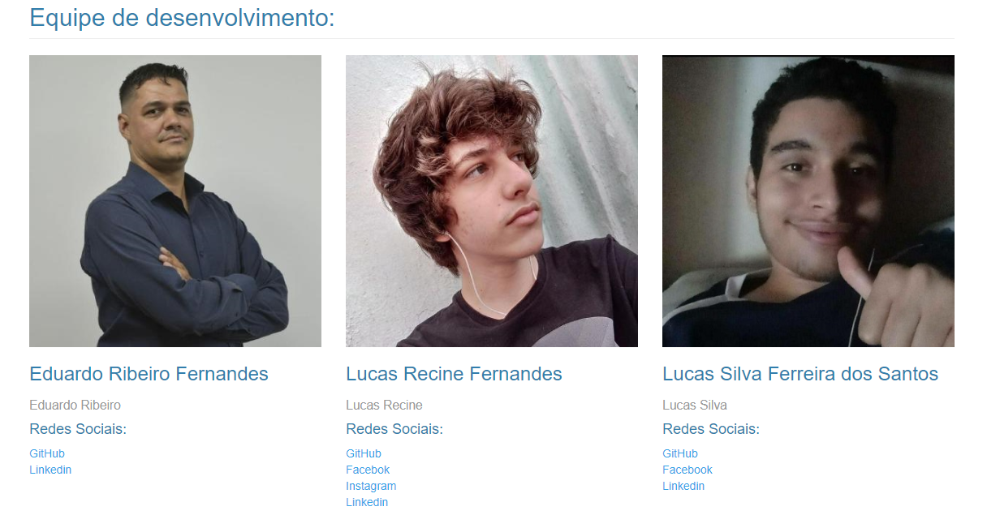 Equipe de desenvolvimento:
Eduardo Ribeiro Fernandes
Eduardo Ribeiro
Redes Sociais:
GitHub
Linkedin
Lucas Recine Fernandes
Lucas Recine
Redes Sociais:
GitHub
Facebok
Instagram
Linkedin
Lucas Silva Ferreira dos Santos
Lucas Silva
Redes Sociais:
GitHub
Facebook
Linkedin